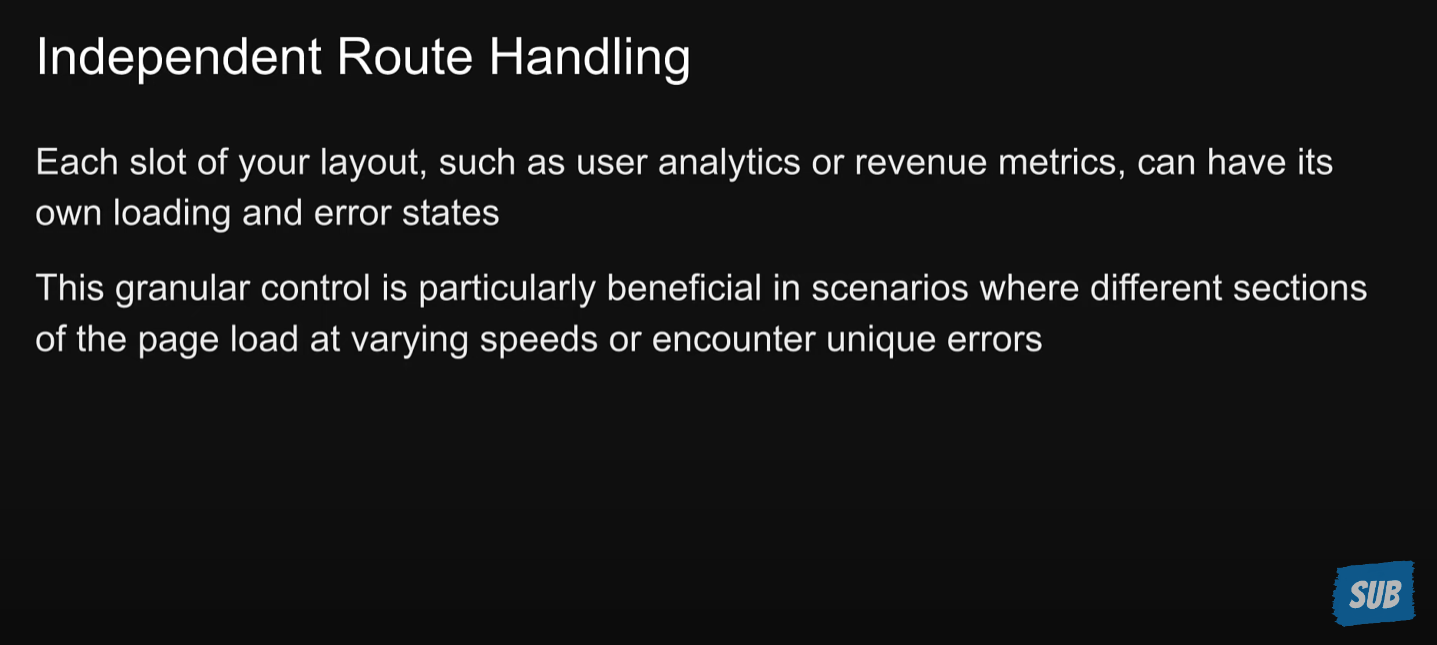 Independent Route Handling
Each slot of your layout, such as user analytics or revenue metrics, can have its
own loading and error states
This granular control is particularly beneficial in scenarios where different sections
of the page load at varying speeds or encounter unique errors
SUB